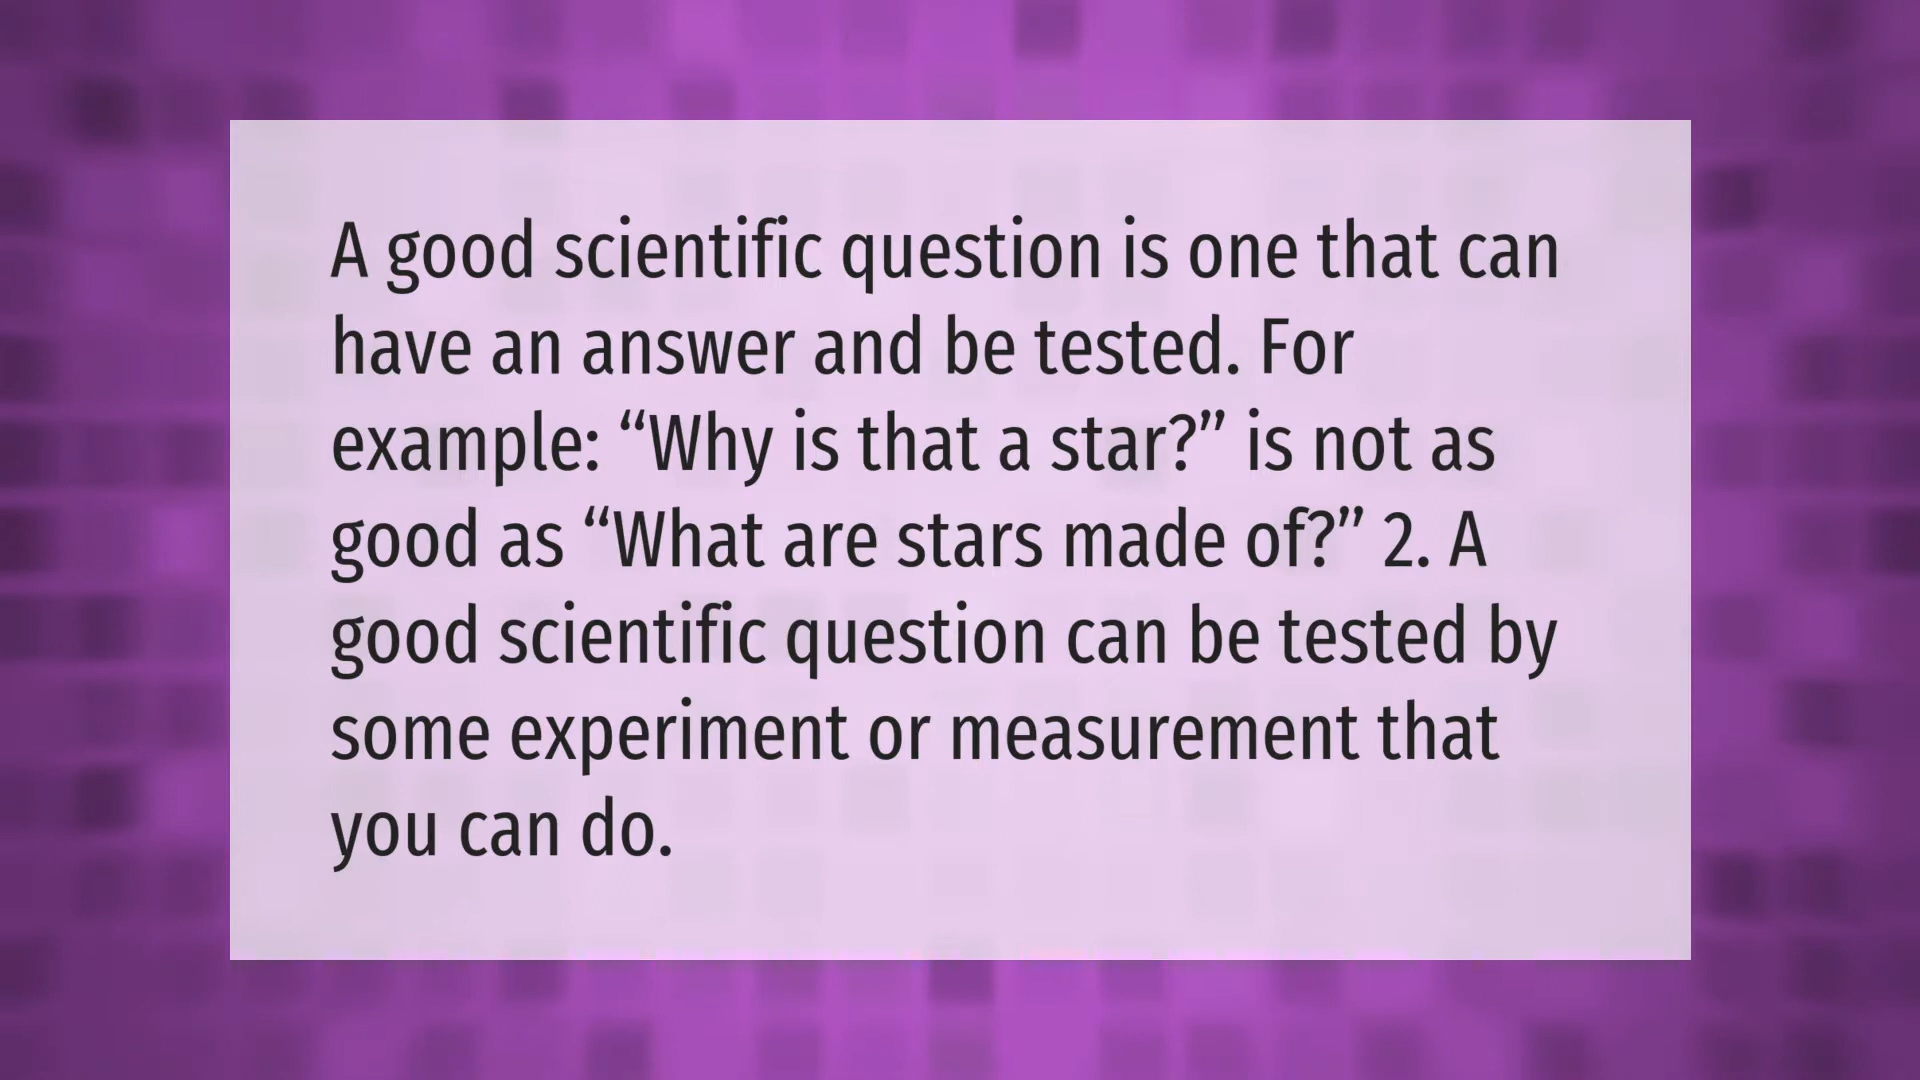 A good scientific question is one that can
have an answer and be tested. For
example: “Why is that a star?” is not as
good as “What are stars made of?” 2. A
good scientific question can be tested by
some experiment or measurement that
you can do.